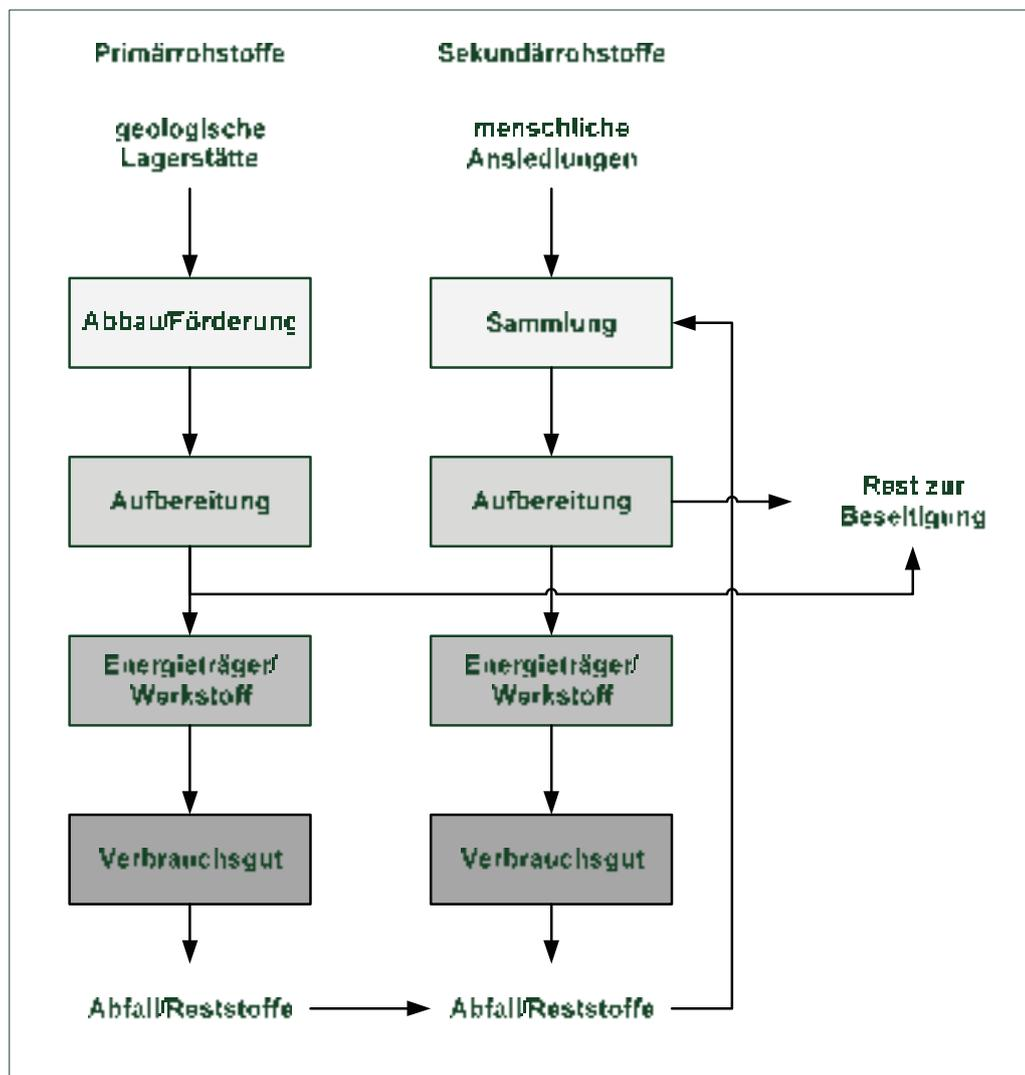 Primärrohstoffe
Sekundärrohstoffe
geologische
Lagerstätte
menschliche
Ansiedlungen
Abbau/Förderung
Sammlung
Aufbereitung
Aufbereitung
Rest zur
Beseitigung
Energieträger/
Werkstoff
Energieträger/
Werkstoff
Verbrauchsgut
Verbrauchsgut
Abfall/Reststoffe
Abfall/Reststoffe